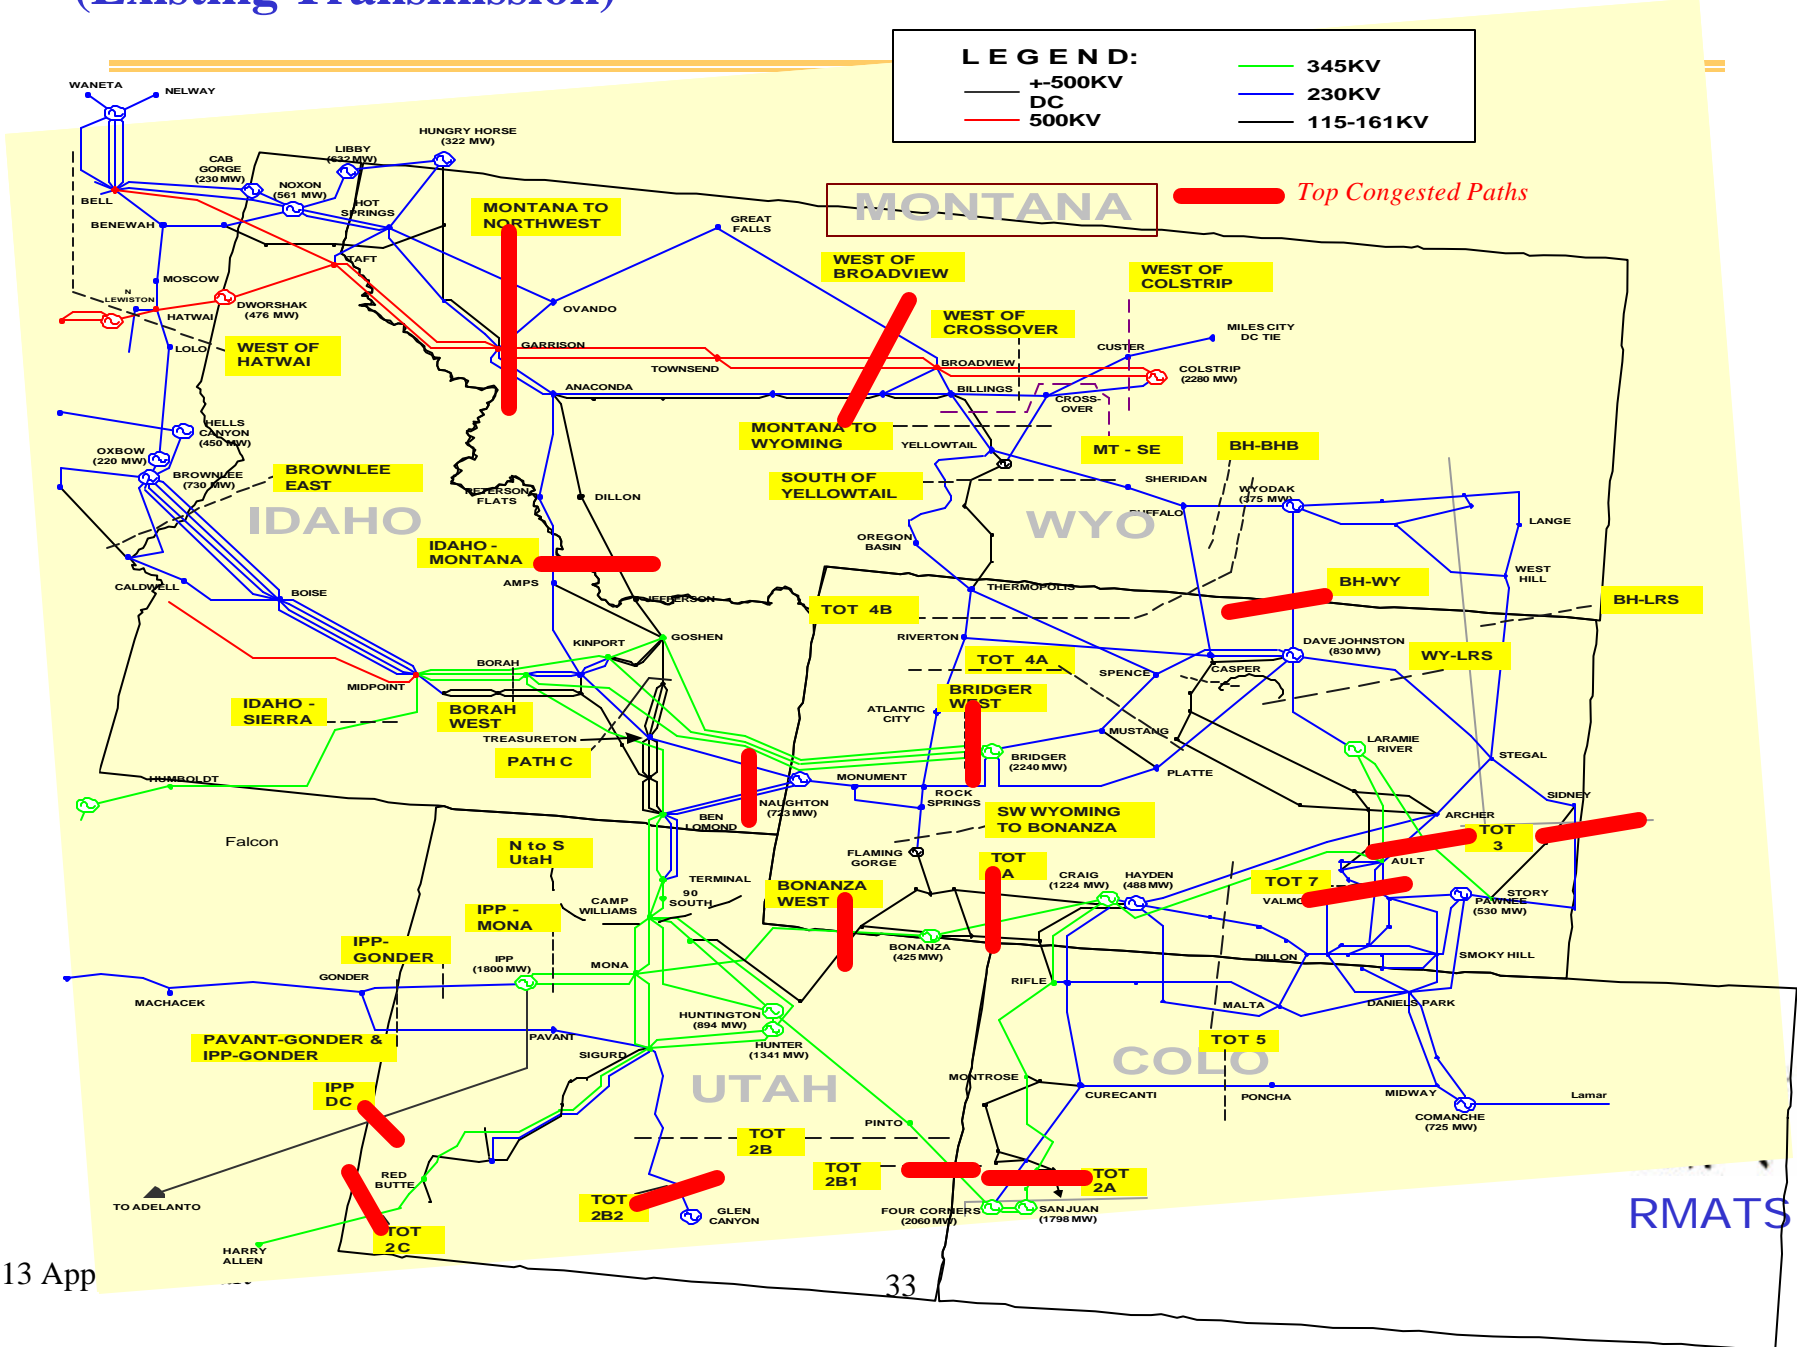 (Existing Transmission)
L E G E N D:
+-500KV
DC
500KV
345KV
230KV
115-161KV
Top Congested Paths
MONTANA
WANETA
NELWAY
HUNGRY HORSE
(322 MW)
LIBBY
(632MW)
CAB
GORGE
(230MW)
NOXON
(561 MW)
HOT
SPRINGS
BELL
BENEWAH
MONTANA TO
NORTHWEST
GREAT
FALLS
WEST OF
BROADVIEW
WEST OF
COLSTRIP
TAFT
MOSCOW
N
LEWISTON
HATWAI
DWORSHAK
(476 MW)
OVANDO
WEST OF
CROSSOVER
MILES CITY
DC TIE
CUSTER
LOLO
WEST OF
HATWAI
GARRISON
TOWNSEND
BROADVIEW
COLSTRIP
(2280 MW)
ANACONDA
BILLINGS
CROSS-
OVER
HELLS
CANYON
(450 MW)
OXBOW
(220 MW)
BROWNLEE
(730 MW)
BROWNLEE
EAST
MONTANA TO
WYOMING
YELLOWTAIL
MT - SE
BH-BHB
SOUTH OF
YELLOWTAIL
SHERIDAN
WYODAK
(375 MW)
PETERSON
FLATS
DILLON
BUFFALO
LANGE
IDAHO
WYO
IDAHO -
MONTANA
OREGON
BASIN
WEST
HILL
CALDWELL
BOISE
AMPS
JEFFERSON
THERMOPOLIS
BH-WY
BH-LRS
TOT 4B
GOSHEN
RIVERTON
KINPORT
DAVE JOHNSTON
(830 MW)
WY-LRS
BORAH
TOT 4A
CASPER
SPENCE
MIDPOINT
BRIDGER
WEST
IDAHO -
SIERRA
BORAH
WEST
ATLANTIC
CITY
MUSTANG
TREASURETON
PATH C
LARAMIE
RIVER
BRIDGER
(2240 MW)
STEGAL
PLATTE
HUMBOLDT
MONUMENT
ROCK
SPRINGS
NAUGHTON
(723 MW)
SIDNEY
BEN
LOMOND
SW WYOMING
TO BONANZA
ARCHER
Falcon
N to S
UtaH
FLAMING
GORGE
TOT
3
AULT
TOT
A
CRAIG
(1224 MW)
HAYDEN
(488 MW)
TOT 7
TERMINAL
90
SOUTH
BONANZA
WEST
STORY
PAWNEE
(530 MW)
VALMO
IPP -
MONA
CAMP
WILLIAMS
IPP-
GONDER
BONANZA
(425 MW)
DILLON
SMOKY HILL
IPP
(1800 MW)
MONA
GONDER
RIFLE
MACHACEK
MALTA
DANIELS PARK
HUNTINGTON
(894 MW)
PAVANT-GONDER &
IPP-GONDER
PAVANT
HUNTER
(1341 MW)
TOT 5
SIGURD
COLO
UTAH
MONTROSE
IPP
DC
CURECANTI
PONCHA
MIDWAY
Lamar
COMANCHE
(725 MW)
PINTO
TOT
2B
RED
BUTTE
TOT
2B1
TOT
2A
TO ADELANTO
TOT
2B2
GLEN
CANYON
FOUR CORNERS
(2060 MW)
SAN JUAN
(1798 MW)
RMATS
TOT
2C
HARRY
ALLEN
13 App
33